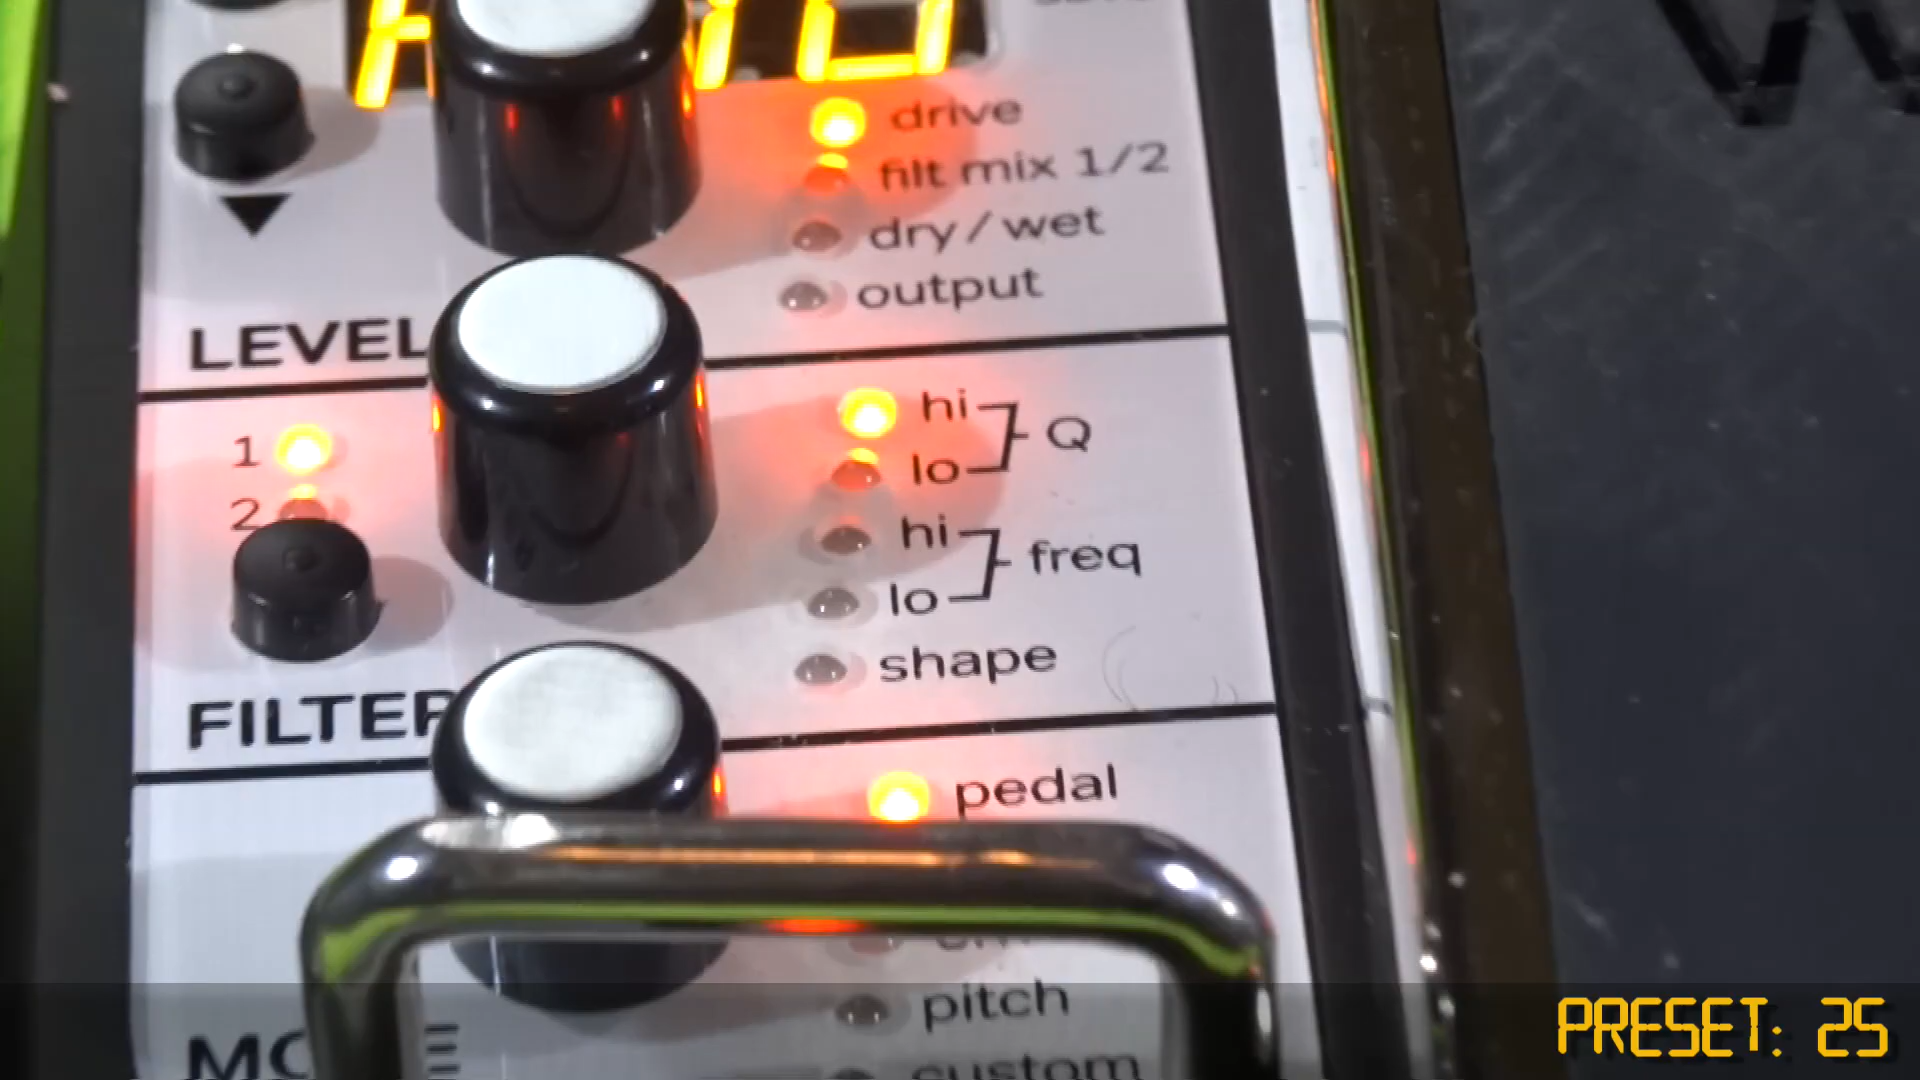 drive
filt mix 1/2
dry/wet
output
LEVEL
1
2
hi
lo
Q
hi
lo
freq
shape
FILTER
pedal
pitch
custom
PRESET: 25